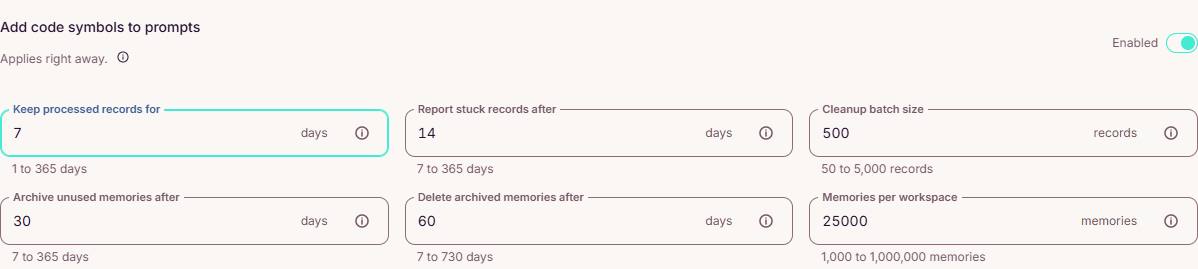 Add code symbols to prompts
Applies right away.
Enabled
Keep processed records for
7 days
1 to 365 days
Report stuck records after
14 days
7 to 365 days
Cleanup batch size
500 records
50 to 5,000 records
Archive unused memories after
30 days
7 to 365 days
Delete archived memories after
60 days
7 to 730 days
Memories per workspace
25000 memories
1,000 to 1,000,000 memories